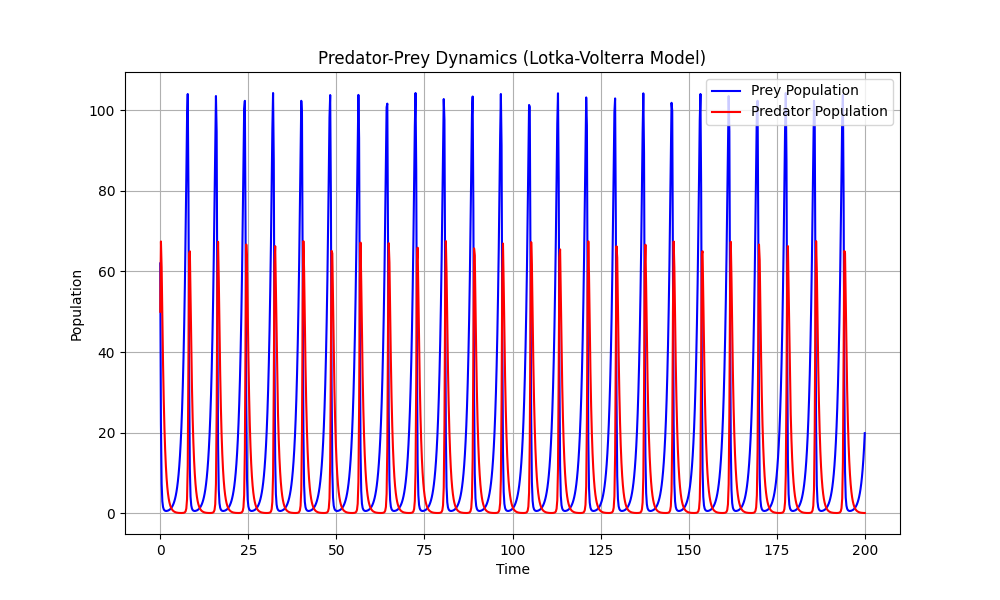 Predator-Prey Dynamics (Lotka-Volterra Model)
Prey Population
Predator Population
Population
100
80
60
40
20
0
0 25 50 75 100 125 150 175 200
Time